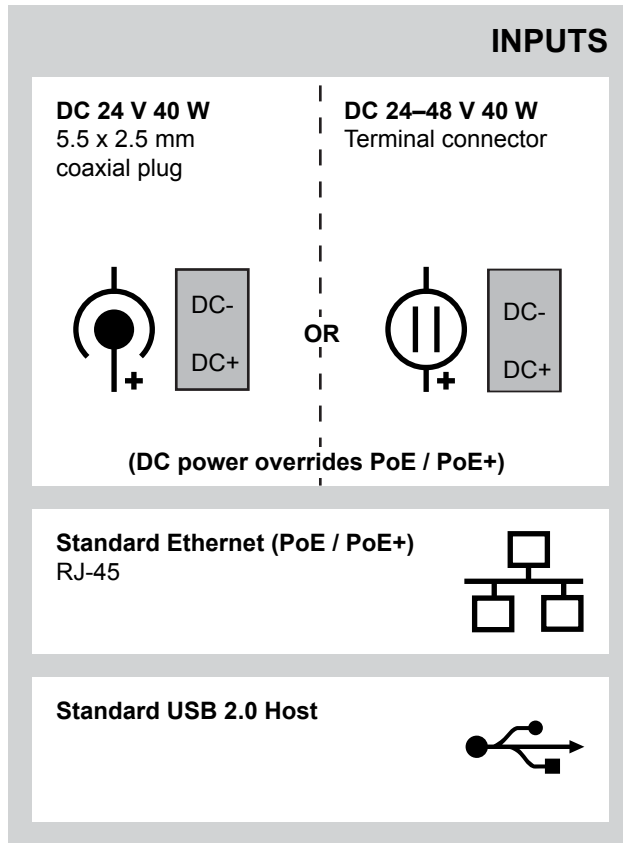 INPUTS
DC 24 V 40 W
5.5 x 2.5 mm
coaxial plug
DC 24–48 V 40 W
Terminal connector
DC-
DC+
+
OR
DC-
DC+
+
(DC power overrides PoE / PoE+)
Standard Ethernet (PoE / PoE+)
RJ-45
Standard USB 2.0 Host